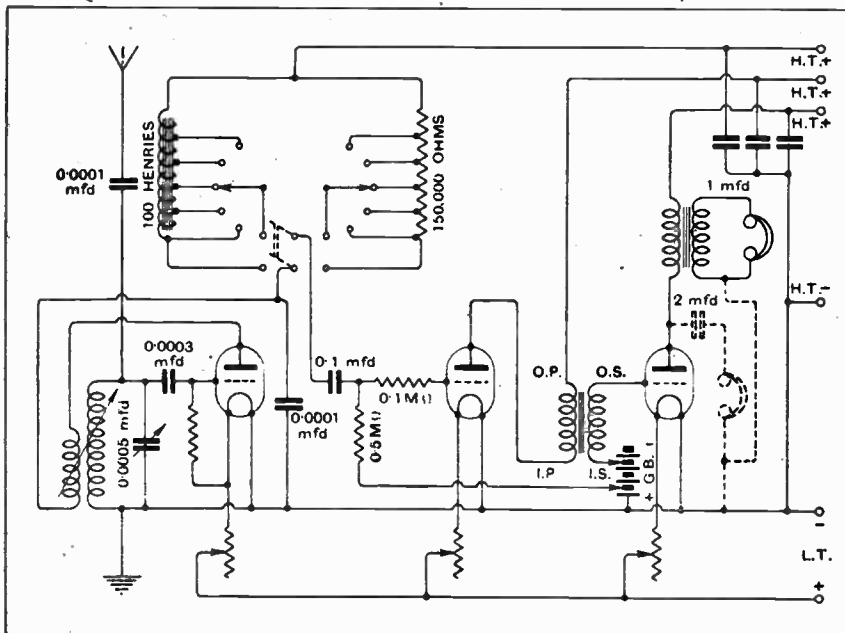 H.T.+
H.T.+
H.T.+
0·0001
mfd
100 HENRIES
150.000 OHMS
1 mfd
H.T.-
2 mfd
0·0003
mfd
0·0005 mfd
0·1 mfd
0·1MΩ
0·5MΩ
0·0001
mfd
O.P.
O.S.
I.P
I.S.
+ G.B. -
-
L.T.
+